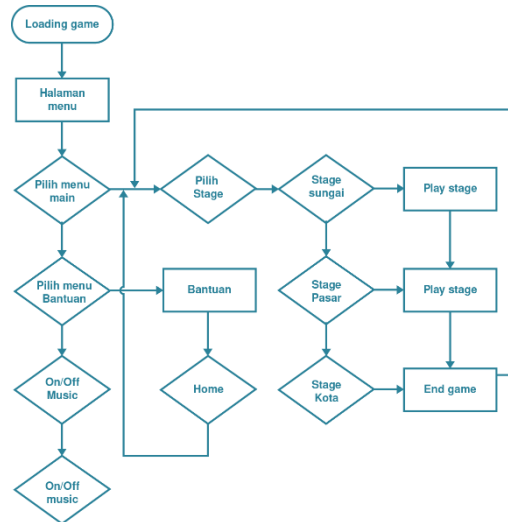 Loading game
Halaman
menu
Pilih menu
main
Pilih
Stage
Stage
sungai
Play stage
Pilih menu
Bantuan
Bantuan
Stage
Pasar
Play stage
On/Off
Music
Home
Stage
Kota
End game
On/Off
music